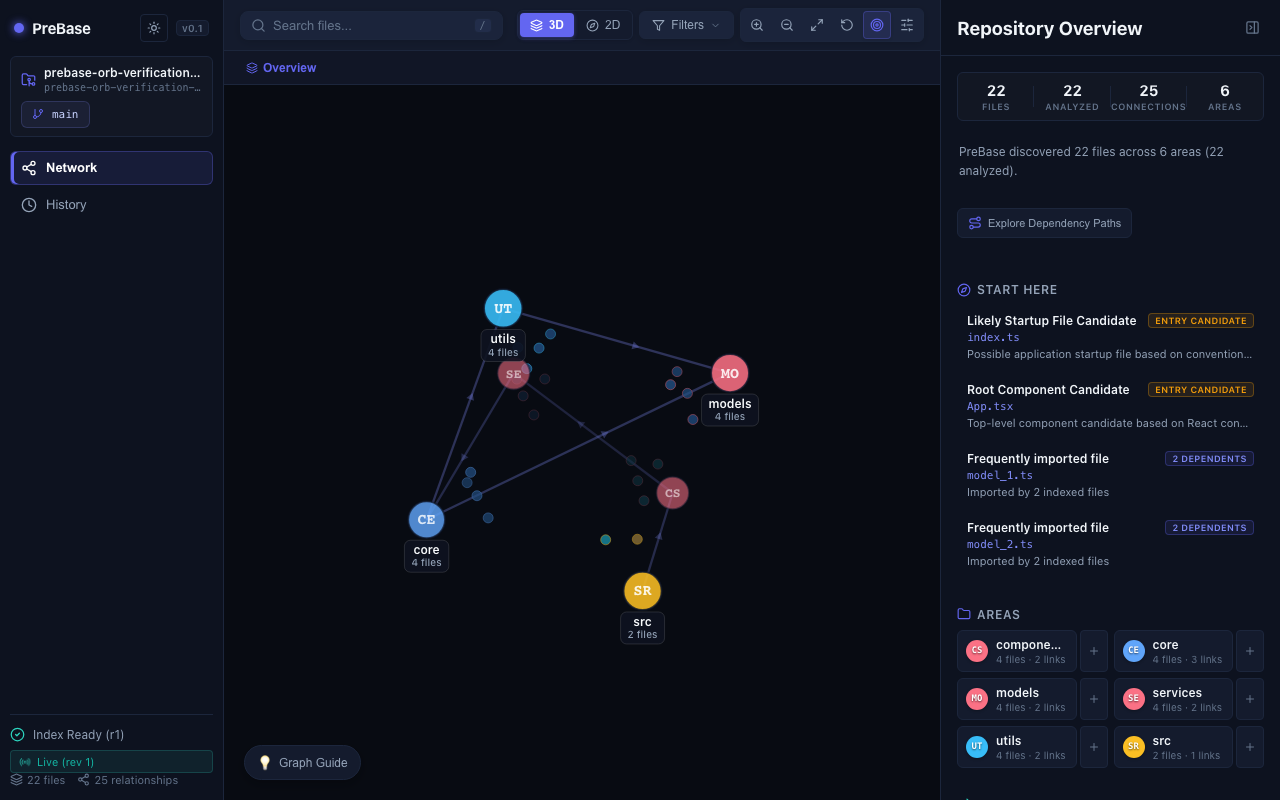 PreBase
v0.1
prebase-orb-verification...
prebase-orb-verification-...
main
Network
History
Index Ready (r1)
Live (rev 1)
22 files
25 relationships
Search files...
/
3D
2D
Filters
Overview
UT
utils
4 files
SE
MO
models
4 files
CS
CE
core
4 files
SR
src
2 files
Graph Guide
Repository Overview
22
FILES
22
ANALYZED
25
CONNECTIONS
6
AREAS
PreBase discovered 22 files across 6 areas (22
analyzed).
Explore Dependency Paths
START HERE
Likely Startup File Candidate
ENTRY CANDIDATE
index.ts
Possible application startup file based on convention...
Root Component Candidate
ENTRY CANDIDATE
App.tsx
Top-level component candidate based on React con...
Frequently imported file
2 DEPENDENTS
model_1.ts
Imported by 2 indexed files
Frequently imported file
2 DEPENDENTS
model_2.ts
Imported by 2 indexed files
AREAS
CS
compone...
4 files · 2 links
+
CE
core
4 files · 3 links
+
MO
models
4 files · 2 links
+
SE
services
4 files · 2 links
+
UT
utils
4 files · 2 links
+
SR
src
2 files · 1 links
+